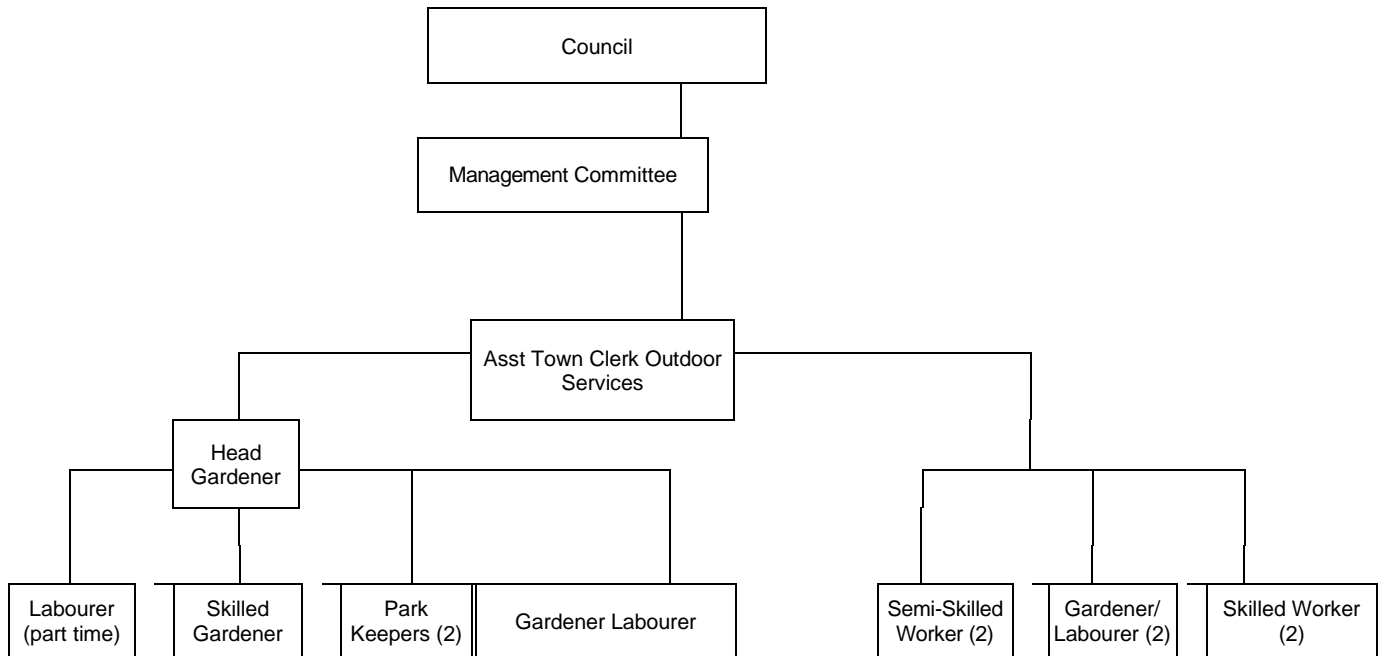 Council
Management Committee
Asst Town Clerk Outdoor
Services
Head
Gardener
Labourer
(part time)
Skilled
Gardener
Park
Keepers (2)
Gardener Labourer
Semi-Skilled
Worker (2)
Gardener/
Labourer (2)
Skilled Worker
(2)